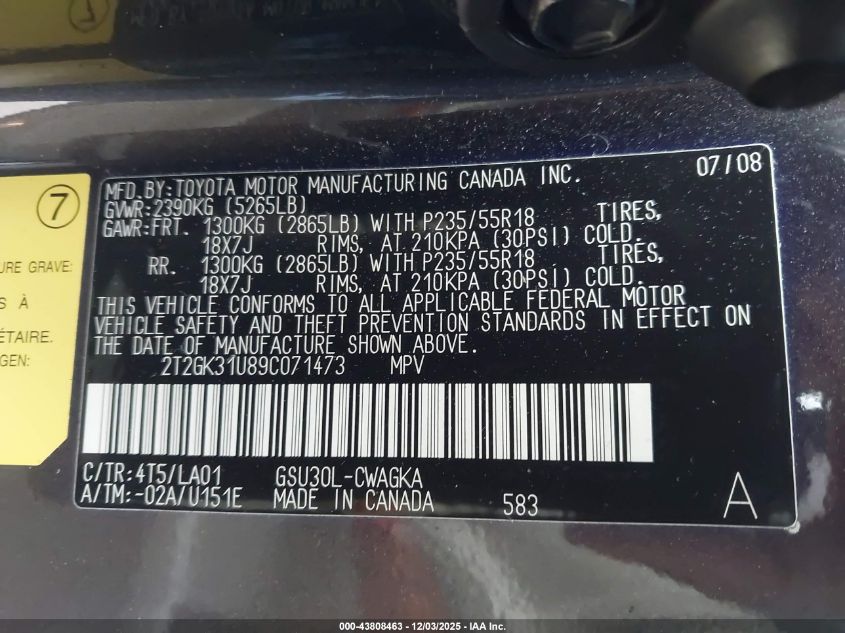 7
URE GRAVE:
S À
ÉTAIRE.
GEN:
07/08
MFD. BY: TOYOTA MOTOR MANUFACTURING CANADA INC.
GVWR: 2390KG (5265LB)
GAWR: FRT. 1300KG (2865LB) WITH P235/55R18 TIRES,
18X7J RIMS, AT 210KPA (30PSI) COLD.
RR. 1300KG (2865LB) WITH P235/55R18 TIRES,
18X7J RIMS, AT 210KPA (30PSI) COLD.
THIS VEHICLE CONFORMS TO ALL APPLICABLE FEDERAL MOTOR
VEHICLE SAFETY AND THEFT PREVENTION STANDARDS IN EFFECT ON
THE DATE OF MANUFACTURE SHOWN ABOVE.
2T2GK31U89C071473 MPV
C/TR: 4T5/LA01 GSU30L-CWAGKA
A/TM: -02A/U151E MADE IN CANADA 583 A
000-43808463 - 12/03/2025 - IAA Inc.